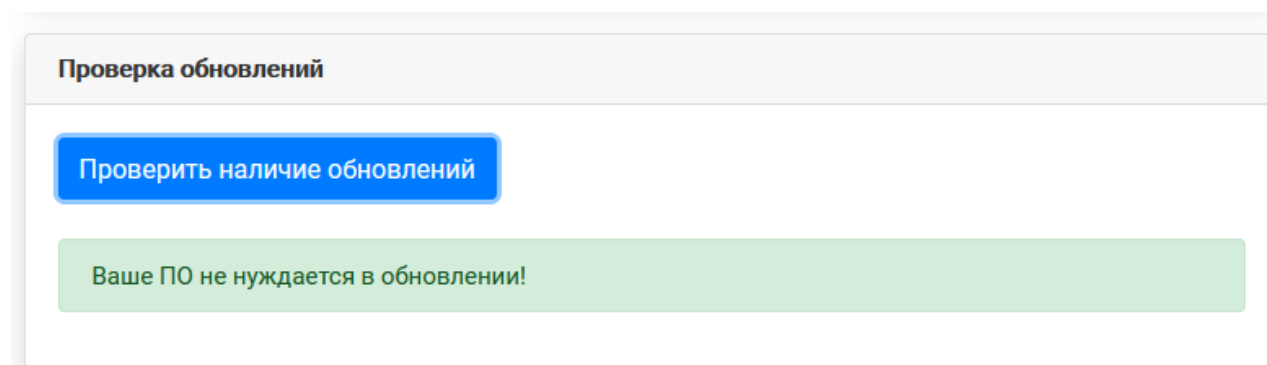 Проверка обновлений
Проверить наличие обновлений
Ваше ПО не нуждается в обновлении!